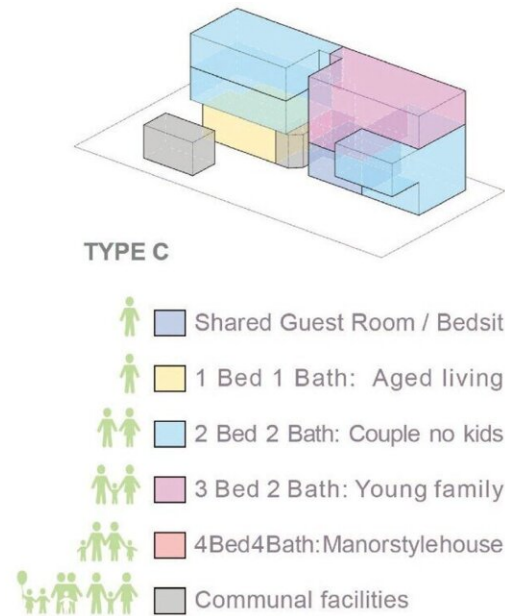 TYPE C
Shared Guest Room / Bedsit
1 Bed 1 Bath: Aged living
2 Bed 2 Bath: Couple no kids
3 Bed 2 Bath: Young family
4Bed4Bath:Manorstylehouse
Communal facilities